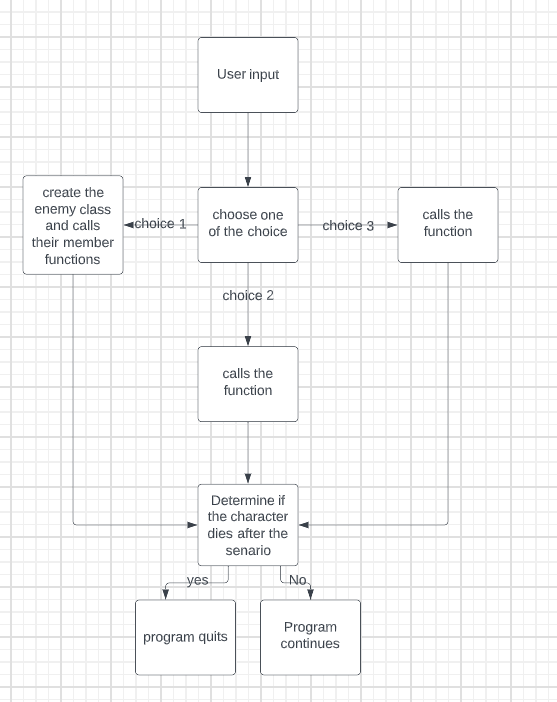 User input
create the
enemy class
and calls
their member
functions
choice 1
choose one
of the choice
choice 3
calls the
function
choice 2
calls the
function
Determine if
the character
dies after the
senario
yes
No
program quits
Program
continues